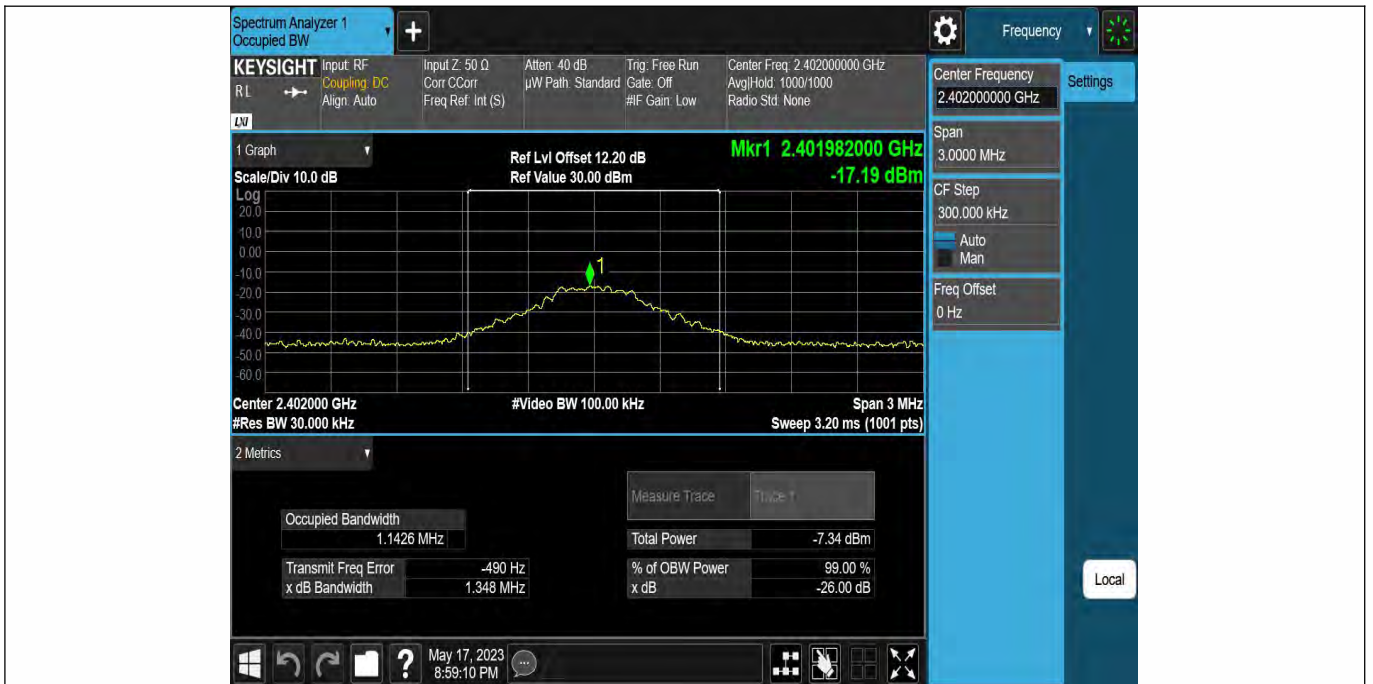 Spectrum Analyzer 1
Occupied BW
+
Frequency
KEYSIGHT
RL
LXI
Input: RF
Coupling: DC
Align: Auto
Input Z: 50 Ω
Corr CCorr
Freq Ref: Int (S)
Atten: 40 dB
µW Path: Standard
Trig: Free Run
Gate: Off
#IF Gain: Low
Center Freq: 2.402000000 GHz
Avg|Hold: 1000/1000
Radio Std: None
Center Frequency
2.402000000 GHz
Settings
Span
3.0000 MHz
CF Step
300.000 kHz
Auto
Man
Freq Offset
0 Hz
1 Graph
Scale/Div 10.0 dB
Ref Lvl Offset 12.20 dB
Ref Value 30.00 dBm
Mkr1 2.401982000 GHz
-17.19 dBm
Log
20.0
10.0
0.00
-10.0
-20.0
-30.0
-40.0
-50.0
-60.0
1
Center 2.402000 GHz
#Res BW 30.000 kHz
#Video BW 100.00 kHz
Span 3 MHz
Sweep 3.20 ms (1001 pts)
2 Metrics
Measure Trace Trace 1
Occupied Bandwidth
1.1426 MHz
Total Power -7.34 dBm
Transmit Freq Error -490 Hz
x dB Bandwidth 1.348 MHz
% of OBW Power 99.00 %
x dB -26.00 dB
Local
?
May 17, 2023
8:59:10 PM